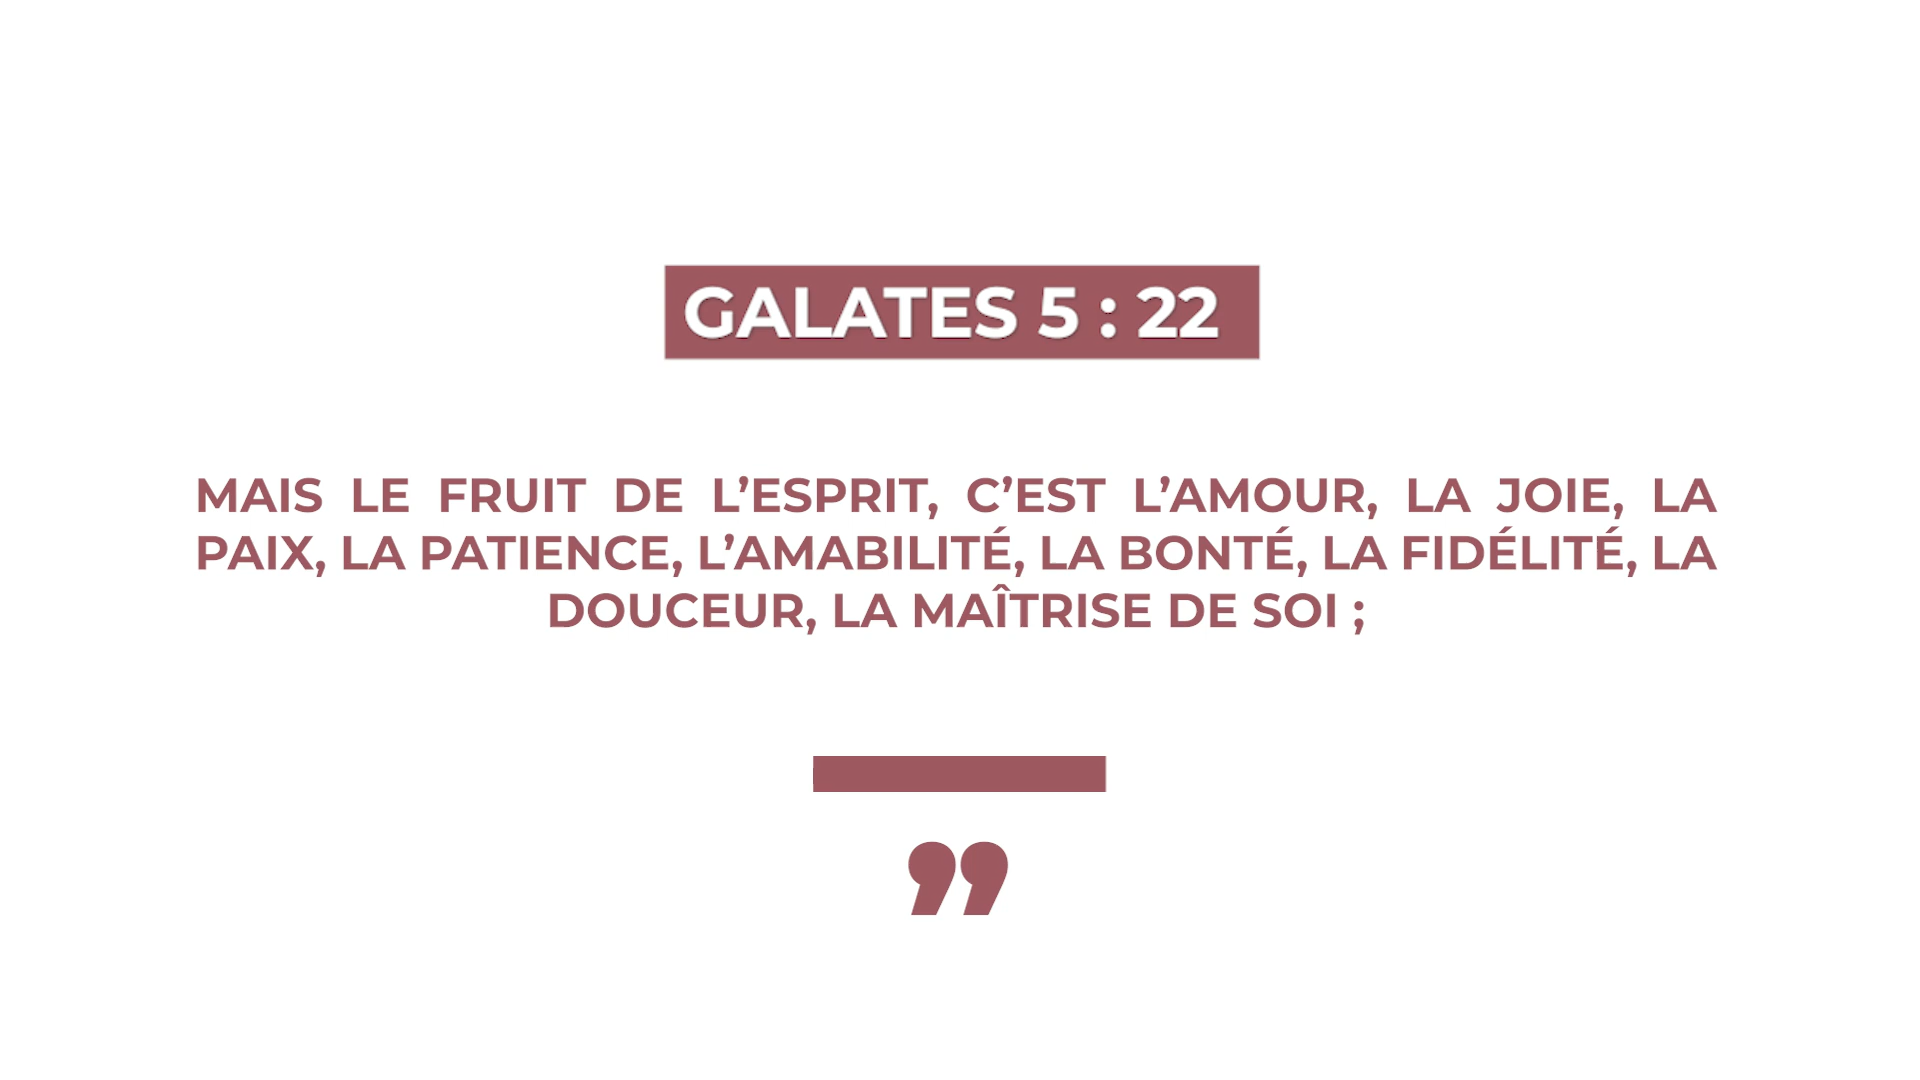 GALATES 5 : 22
MAIS LE FRUIT DE L’ESPRIT, C’EST L’AMOUR, LA JOIE, LA
PAIX, LA PATIENCE, L’AMABILITÉ, LA BONTÉ, LA FIDÉLITÉ, LA
DOUCEUR, LA MAÎTRISE DE SOI ;
”